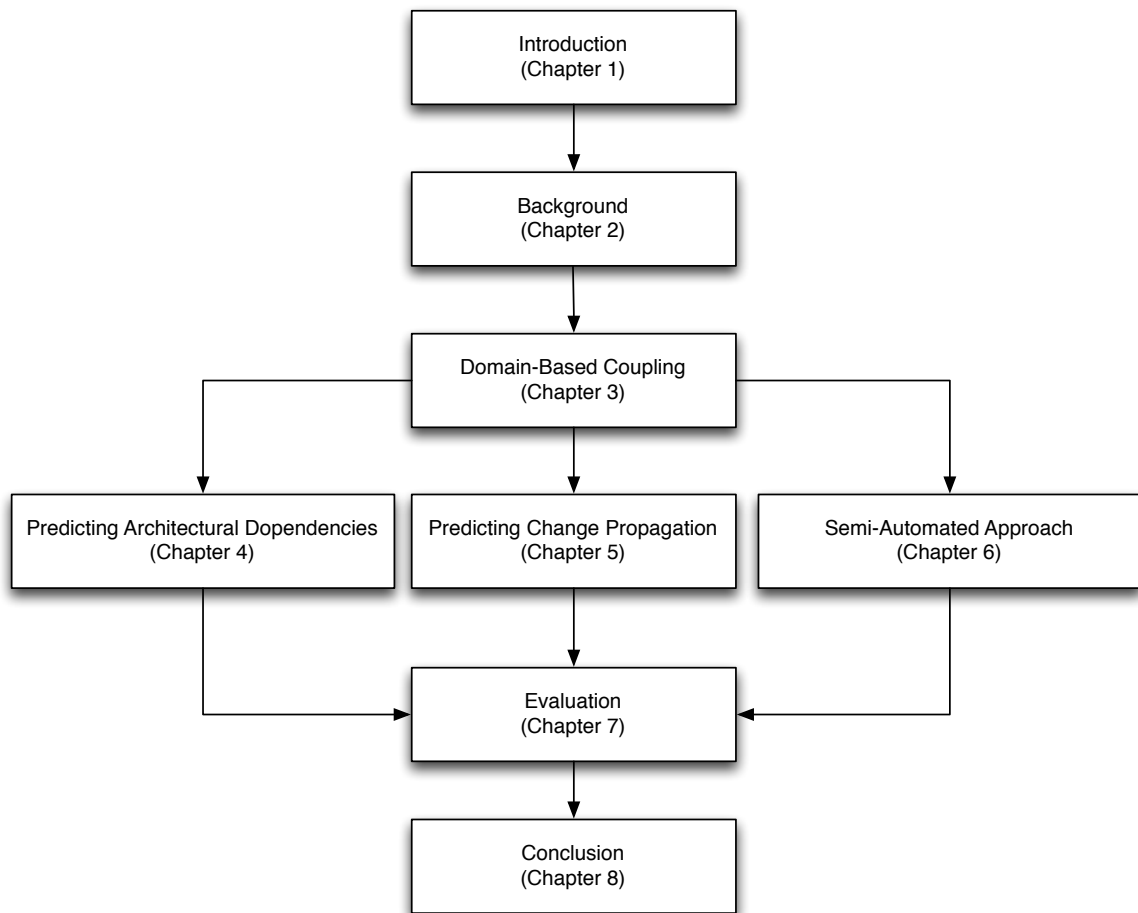 Introduction
(Chapter 1)
Background
(Chapter 2)
Domain-Based Coupling
(Chapter 3)
Predicting Architectural Dopendencies
(Chapter 4)
Predicting Change Propagation
(Chapter 5)
Semi-Automated Approach
(Chapter 6)
Evaluation
(Chapter 7)
Conclusion
(Chapter 8)